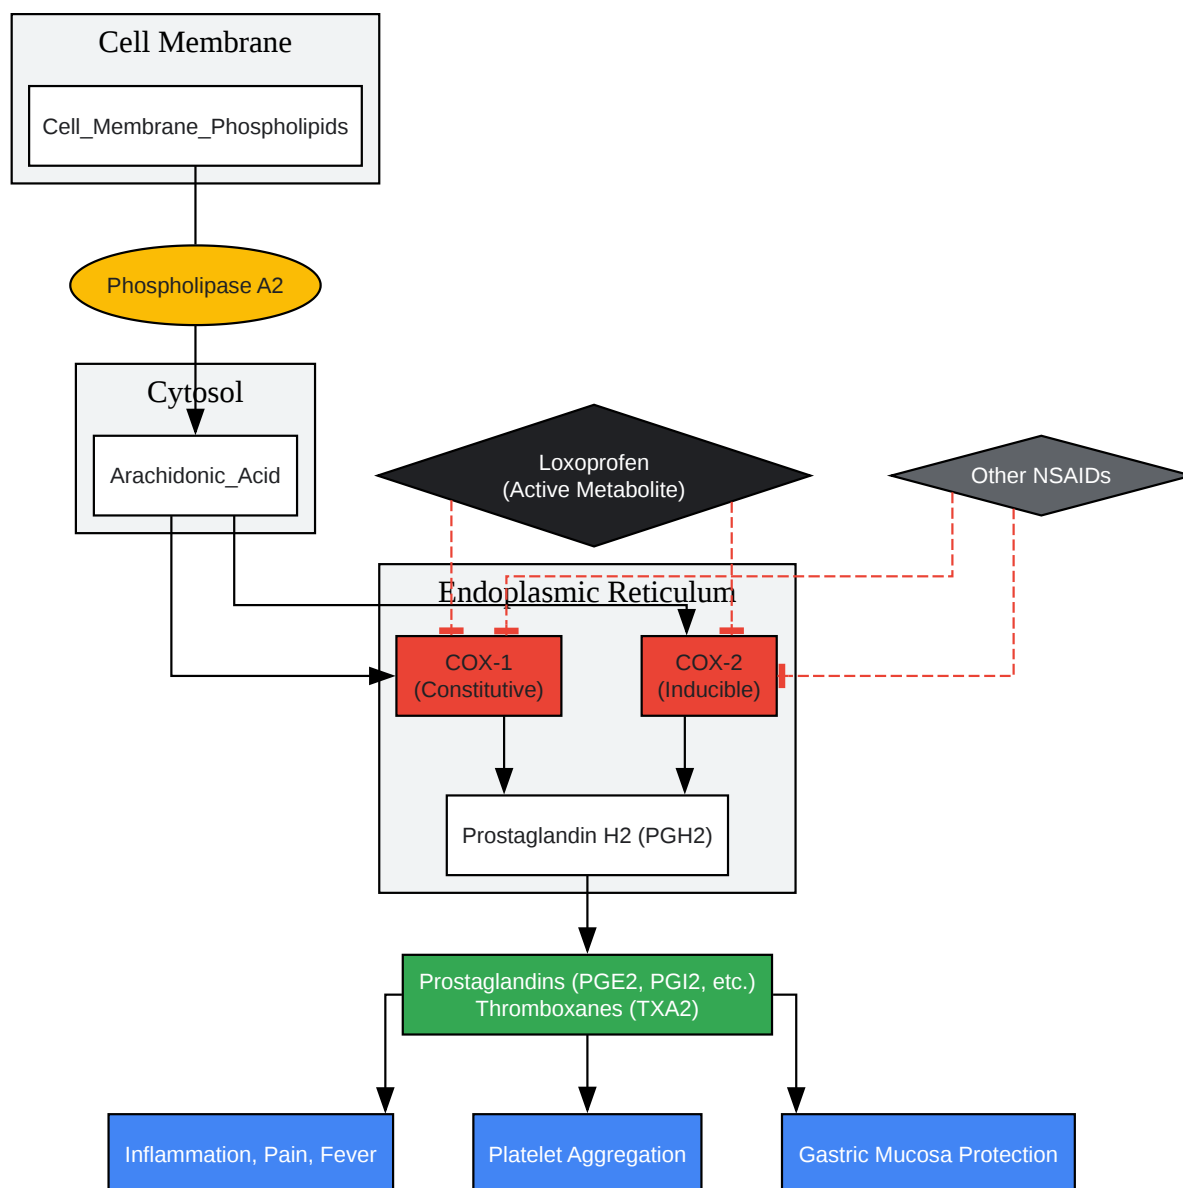 Cell Membrane
Cell_Membrane_Phospholipids
Phospholipase A2
Cytosol
Arachidonic_Acid
Loxoprofen
(Active Metabolite)
Other NSAIDs
Endoplasmic Reticulum
COX-1
(Constitutive)
COX-2
(Inducible)
Prostaglandin H2 (PGH2)
Prostaglandins (PGE2, PGI2, etc.)
Thromboxanes (TXA2)
Inflammation, Pain, Fever
Platelet Aggregation
Gastric Mucosa Protection